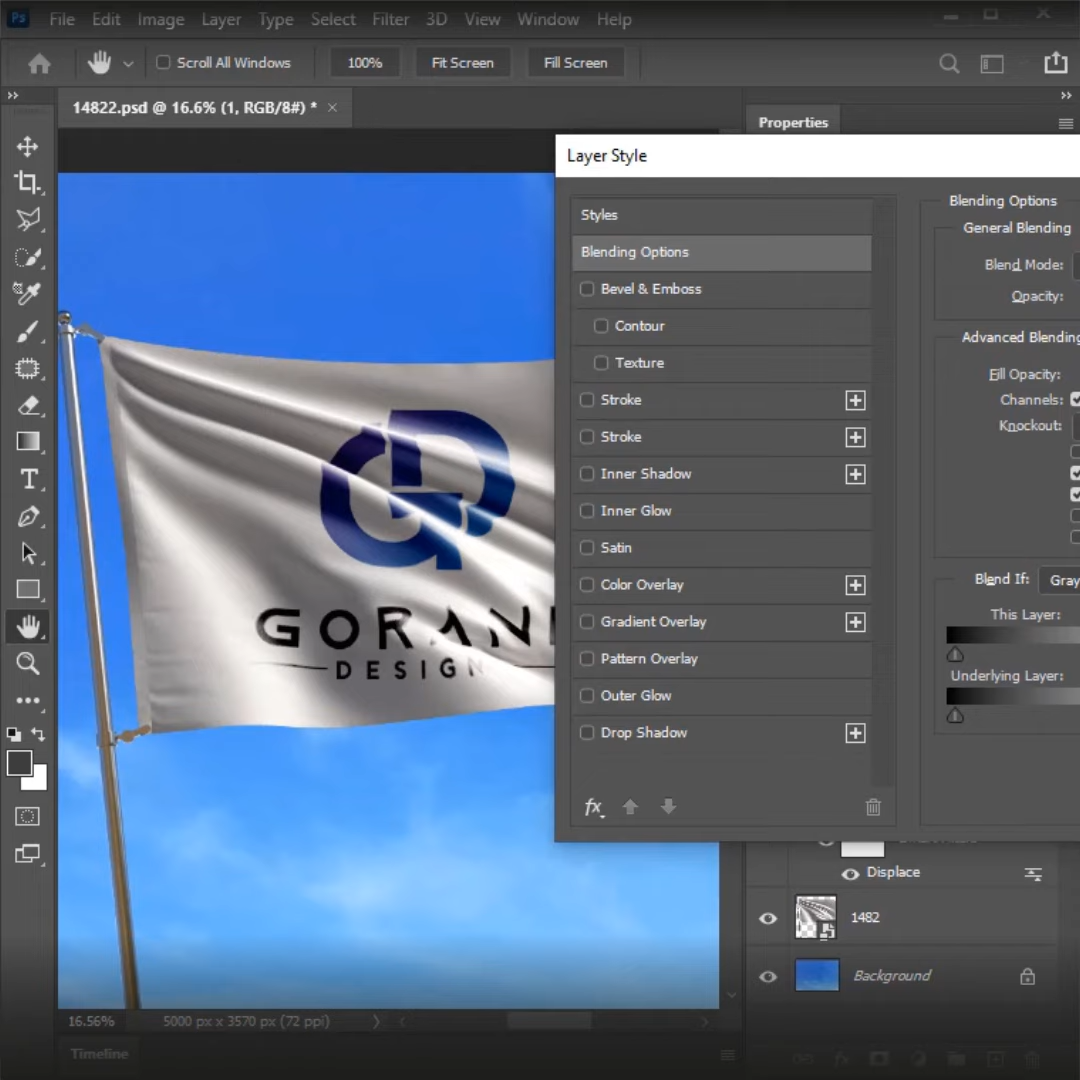 Ps File Edit Image Layer Type Select Filter 3D View Window Help
Scroll All Windows 100% Fit Screen Fill Screen
14822.psd @ 16.6% (1, RGB/8#) * ×
Properties
Layer Style
Styles
Blending Options
Bevel & Emboss
Contour
Texture
Stroke
Stroke
Inner Shadow
Inner Glow
Satin
Color Overlay
Gradient Overlay
Pattern Overlay
Outer Glow
Drop Shadow
fx
Blending Options
General Blending
Blend Mode:
Opacity:
Advanced Blending
Fill Opacity:
Channels:
Knockout:
Blend If: Gray
This Layer:
Underlying Layer:
GORAN
DESIGN
Displace
1482
Background
16.56% 5000 px x 3570 px (72 ppi)
Timeline